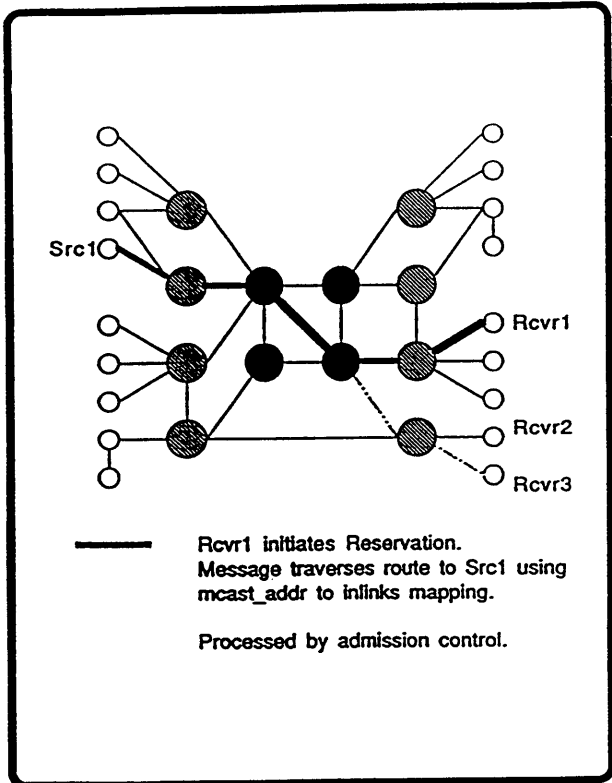 Src1
Rcvr1
Rcvr2
Rcvr3
Rcvr1 initiates Reservation.
Message traverses route to Src1 using
mcast_addr to inlinks mapping.
Processed by admission control.